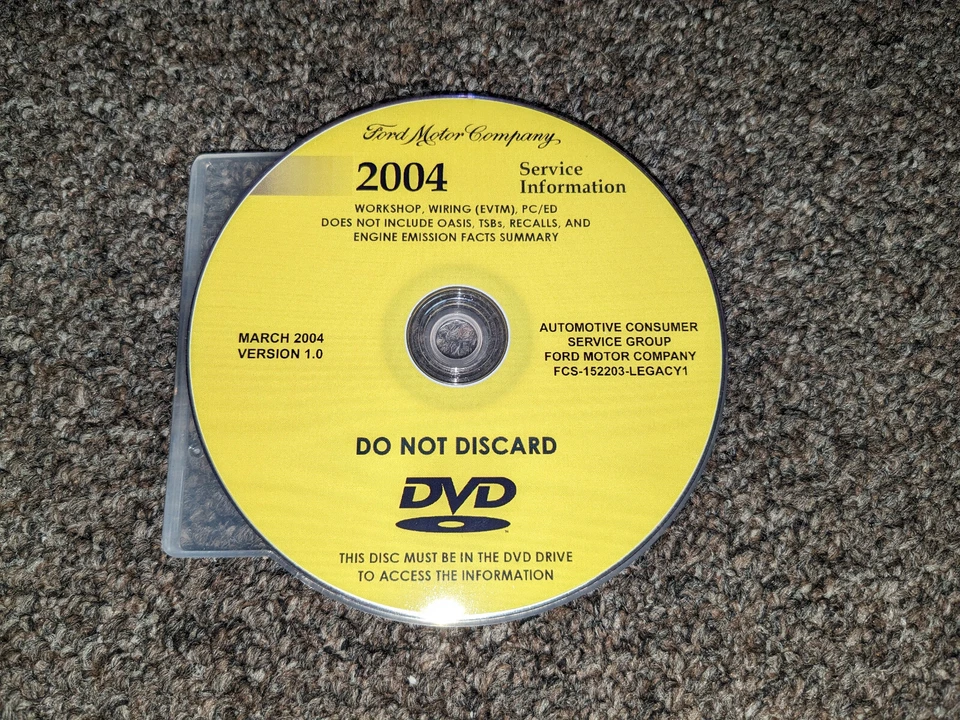 Ford Motor Company
2004
Service
Information
WORKSHOP, WIRING (EVTM), PC/ED
DOES NOT INCLUDE OASIS, TSBs, RECALLS, AND
ENGINE EMISSION FACTS SUMMARY
MARCH 2004
VERSION 1.0
AUTOMOTIVE CONSUMER
SERVICE GROUP
FORD MOTOR COMPANY
FCS-152203-LEGACY1
DO NOT DISCARD
DVD
THIS DISC MUST BE IN THE DVD DRIVE
TO ACCESS THE INFORMATION